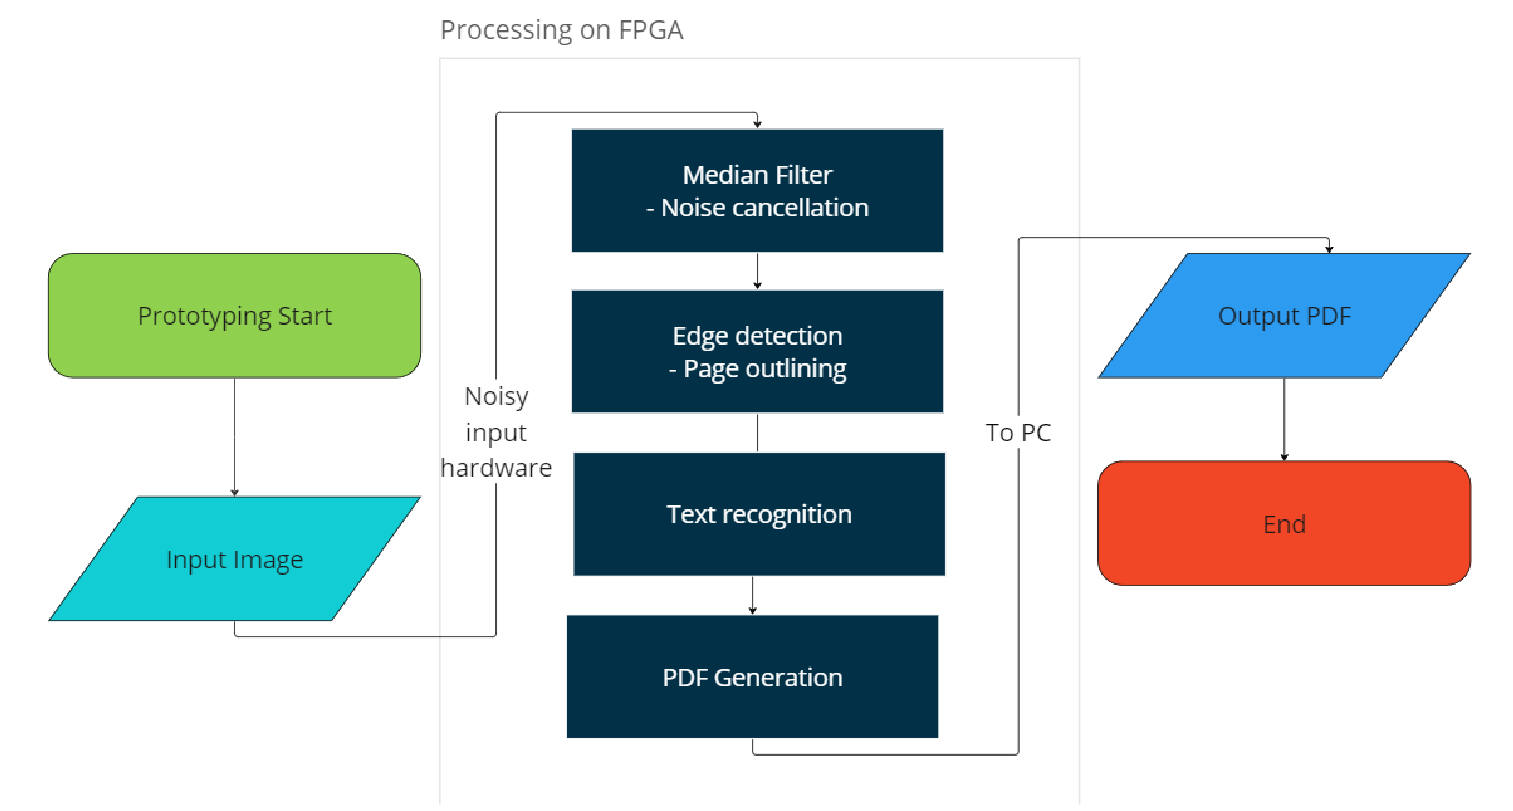 Processing on FPGA
Prototyping Start
Input Image
Noisy
input
hardware
Median Filter
- Noise cancellation
Edge detection
- Page outlining
Text recognition
PDF Generation
To PC
Output PDF
End